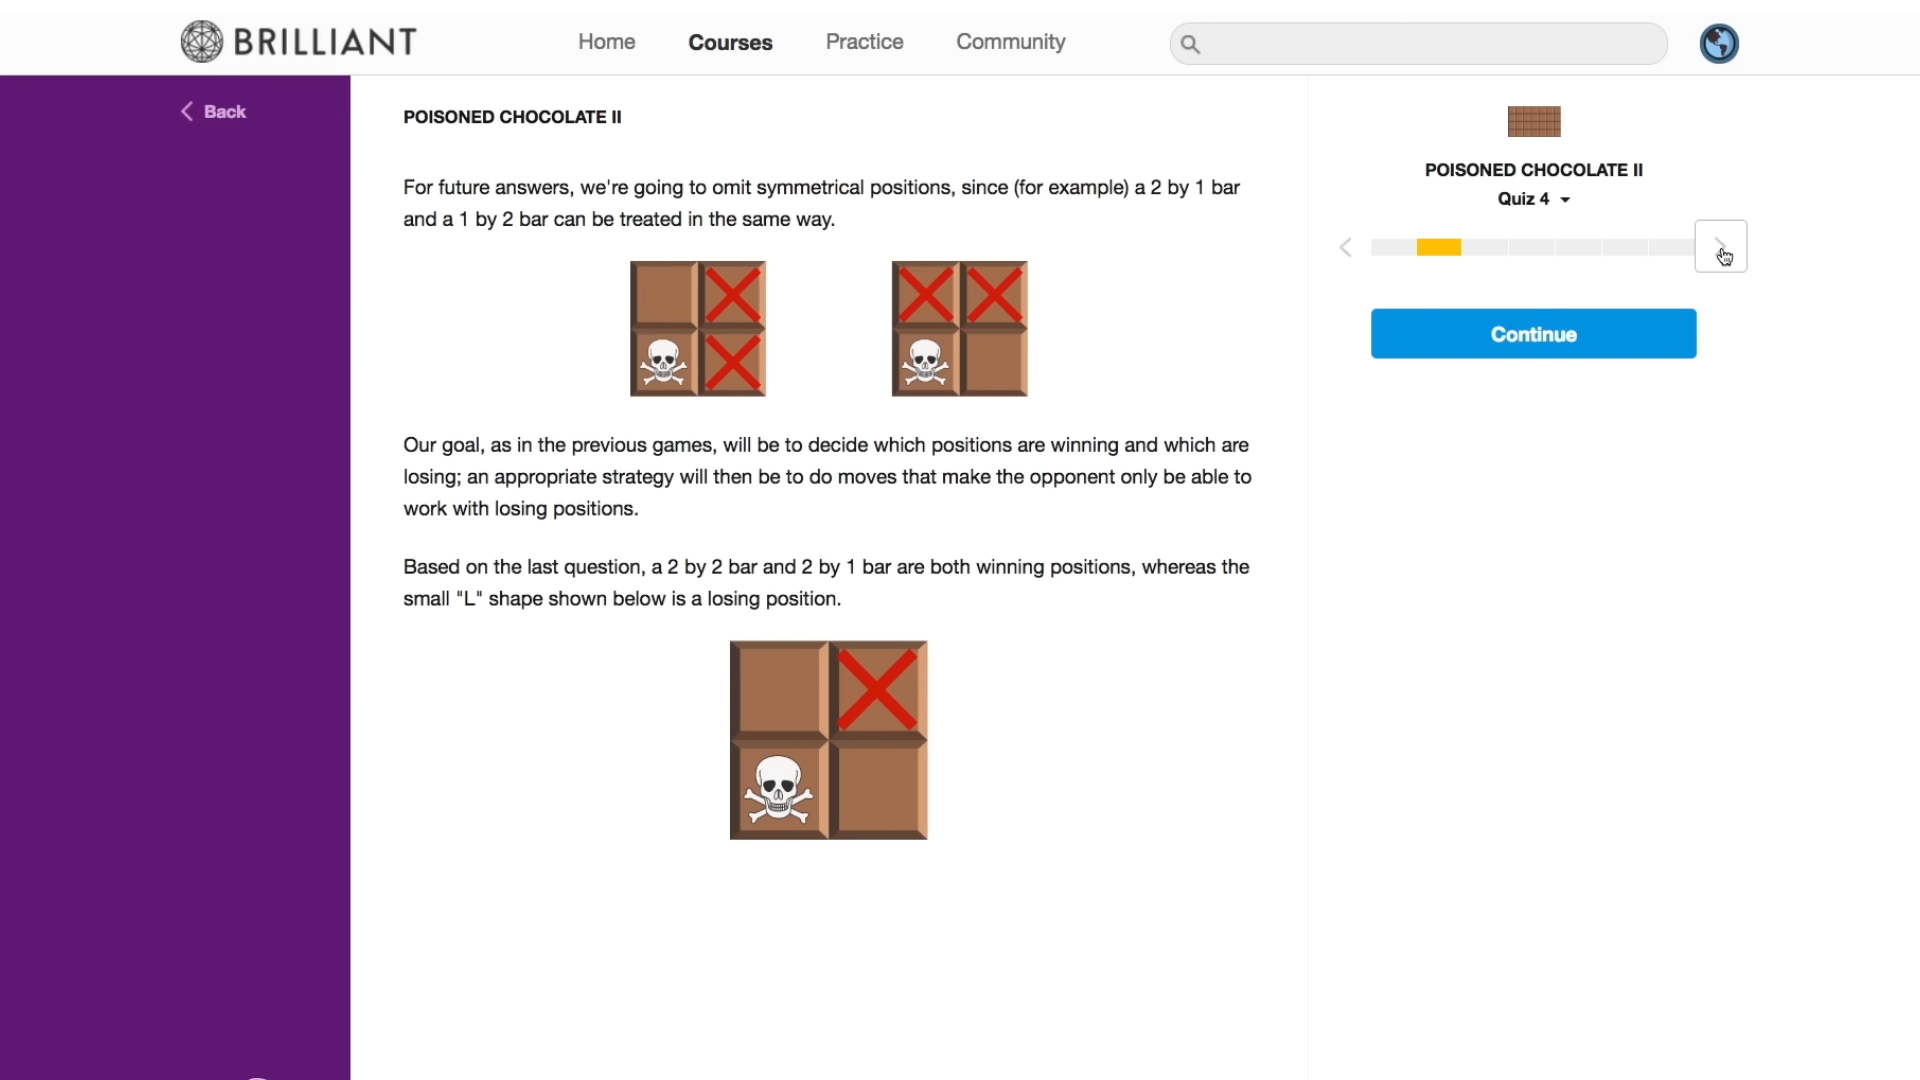 BRILLIANT
Home
Courses
Practice
Community
Back
POISONED CHOCOLATE II
For future answers, we're going to omit symmetrical positions, since (for example) a 2 by 1 bar
and a 1 by 2 bar can be treated in the same way.
Our goal, as in the previous games, will be to decide which positions are winning and which are
losing; an appropriate strategy will then be to do moves that make the opponent only be able to
work with losing positions.
Based on the last question, a 2 by 2 bar and 2 by 1 bar are both winning positions, whereas the
small "L" shape shown below is a losing position.
POISONED CHOCOLATE II
Quiz 4
Continue